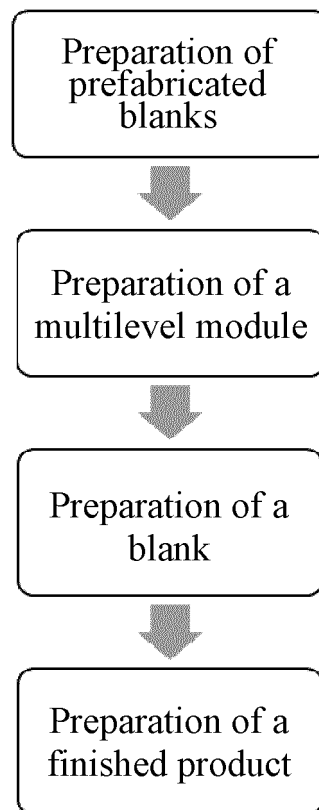 Preparation of
prefabricated
blanks
Preparation of a
multilevel module
Preparation of a
blank
Preparation of a
finished product